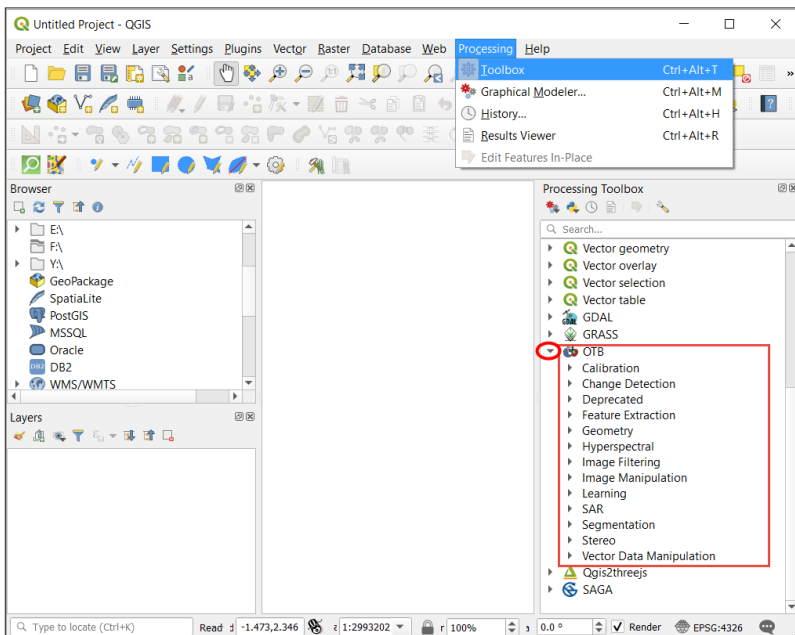 Untitled Project - QGIS
Project Edit View Layer Settings Plugins Vector Raster Database Web Processing Help
Toolbox Ctrl+Alt+T
Graphical Modeler... Ctrl+Alt+M
History... Ctrl+Alt+H
Results Viewer Ctrl+Alt+R
Edit Features In-Place
Browser
E:\
F:\
Y:\
GeoPackage
SpatiaLite
PostGIS
MSSQL
Oracle
DB2
WMS/WMTS
Layers
Processing Toolbox
Search...
Vector geometry
Vector overlay
Vector selection
Vector table
GDAL
GRASS
OTB
Calibration
Change Detection
Deprecated
Feature Extraction
Geometry
Hyperspectral
Image Filtering
Image Manipulation
Learning
SAR
Segmentation
Stereo
Vector Data Manipulation
Qgis2threejs
SAGA
Type to locate (Ctrl+K) Read -1.473,2.346 1:2993202 100% 0.0 ° Render EPSG:4326